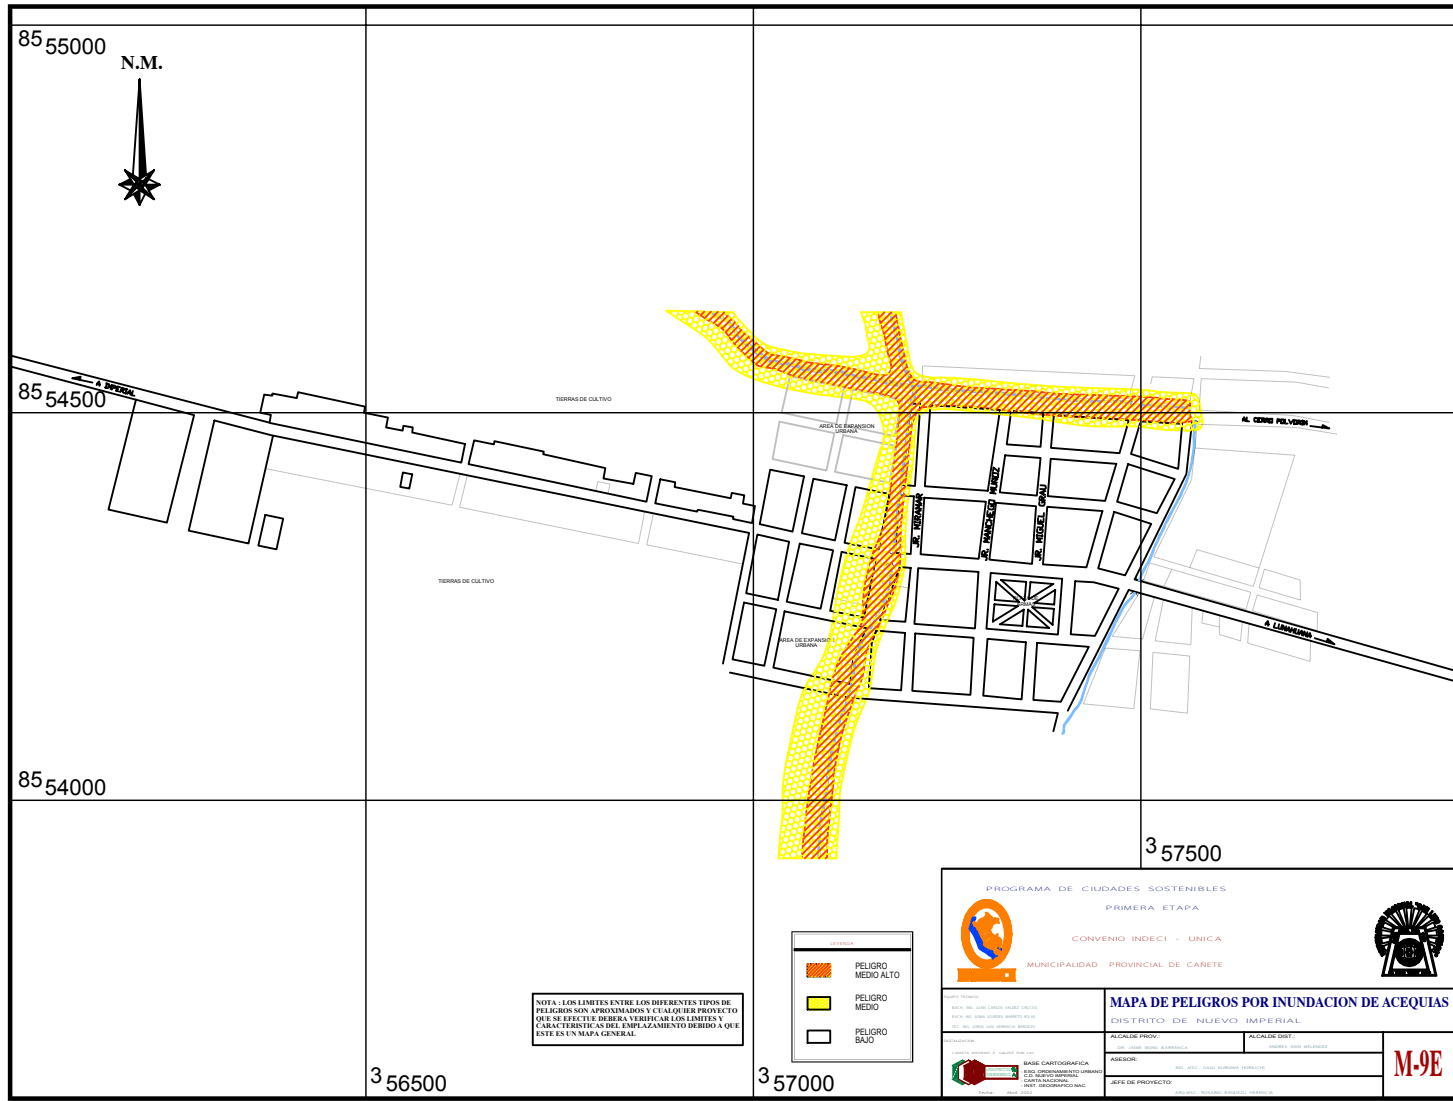 85 55000
N.M.
A IMPERIAL
85 54500
TIERRAS DE CULTIVO
AREA DE EXPANSION
URBANA
AL CERRO POLVORIN
JR. MIRAMAR
JR. MANCHEGO MUÑOZ
JR. MIGUEL GRAU
TIERRAS DE CULTIVO
A LUNAHUANA
AREA DE EXPANSION
URBANA
85 54000
3 57500
3 56500
3 57000
LEYENDA
PELIGRO
MEDIO ALTO
PELIGRO
MEDIO
PELIGRO
BAJO
NOTA : LOS LIMITES ENTRE LOS DIFERENTES TIPOS DE
PELIGROS SON APROXIMADOS Y CUALQUIER PROYECTO
QUE SE EFECTUE DEBERA VERIFICAR LOS LIMITES Y
CARACTERISTICAS DEL EMPLAZAMIENTO DEBIDO A QUE
ESTE ES UN MAPA GENERAL
PROGRAMA DE CIUDADES SOSTENIBLES
PRIMERA ETAPA
CONVENIO INDECI - UNICA
MUNICIPALIDAD PROVINCIAL DE CAÑETE
MAPA DE PELIGROS POR INUNDACION DE ACEQUIAS
DISTRITO DE NUEVO IMPERIAL
ALCALDE PROV.:
ALCALDE DIST.:
ASESOR:
JEFE DE PROYECTO:
M-9E
BASE CARTOGRAFICA
- ESQ. ORDENAMIENTO URBANO
C.D. NUEVO IMPERIAL
- CARTA NACIONAL
- INST. GEOGRAFICO NAC.